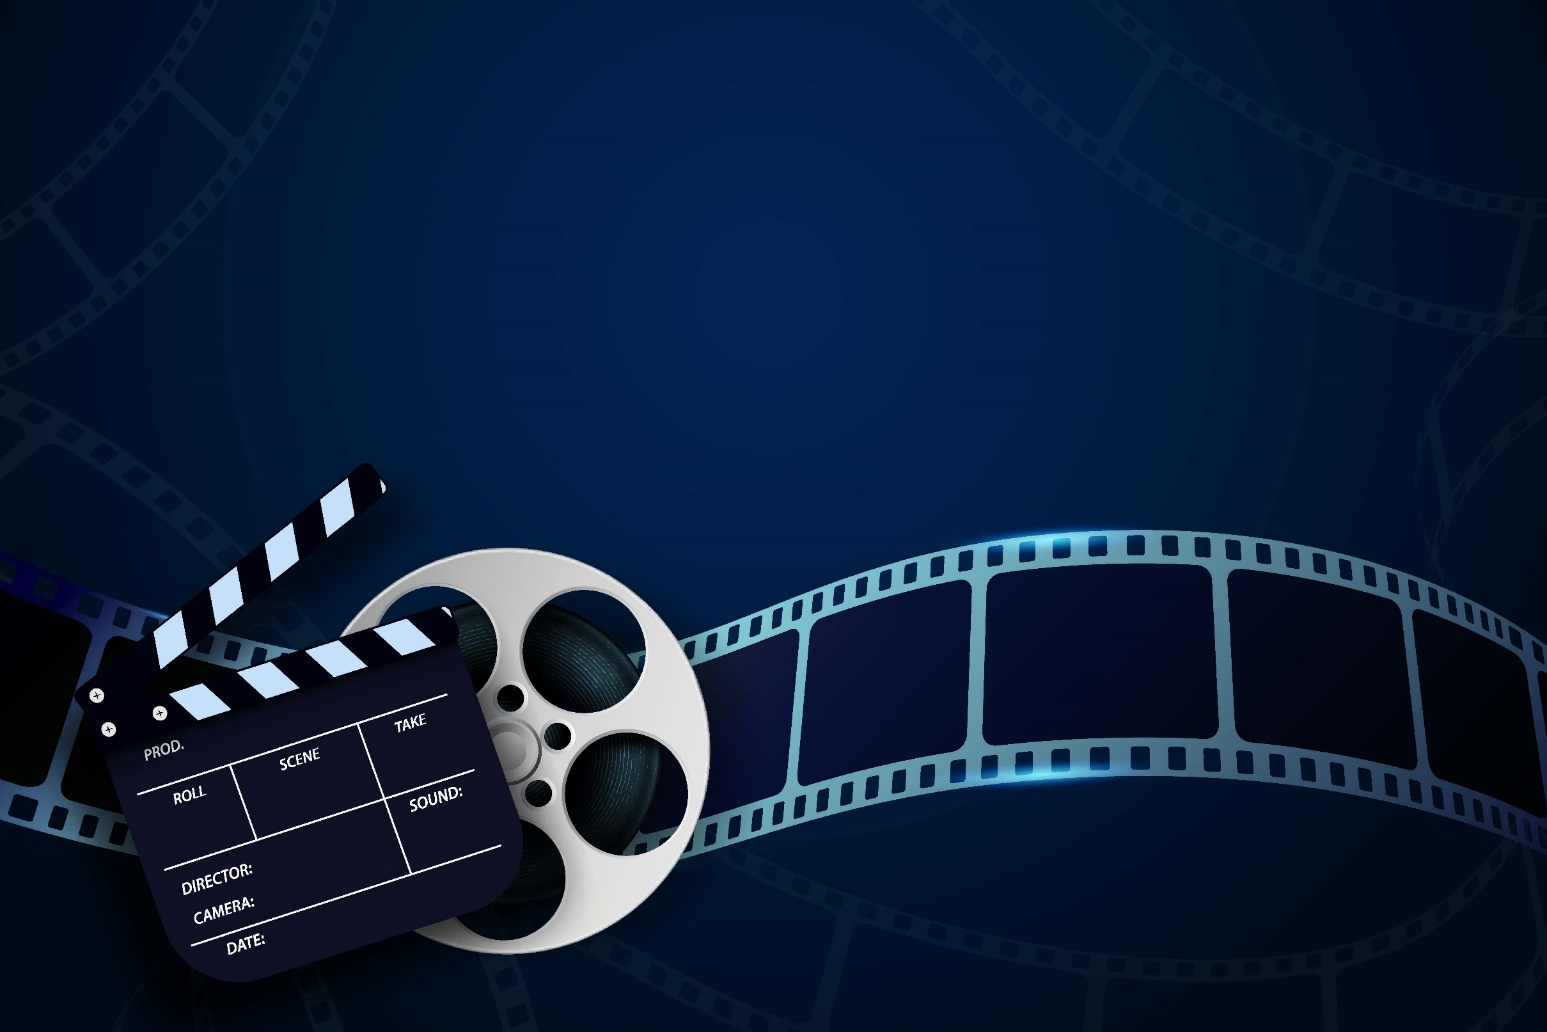 PROD.
ROLL
SCENE
TAKE
SOUND:
DIRECTOR:
CAMERA:
DATE: